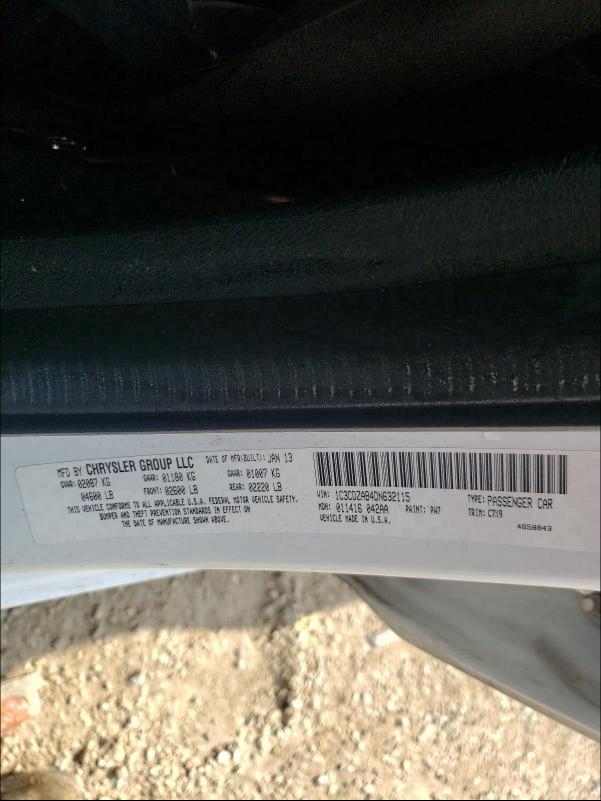 MFD BY CHRYSLER GROUP LLC DATE OF MFR(BUILT): JAN 13
GVWR: 02087 KG GAWR: 01180 KG GAWR: 01007 KG
04600 LB FRONT: 02600 LB REAR: 02220 LB
THIS VEHICLE CONFORMS TO ALL APPLICABLE U.S.A. FEDERAL MOTOR VEHICLE SAFETY,
BUMPER AND THEFT PREVENTION STANDARDS IN EFFECT ON
THE DATE OF MANUFACTURE SHOWN ABOVE.
VIN: 1C3CDZAB4DN632115 TYPE: PASSENGER CAR
MDH: 011416 042AA PAINT: PW7 TRIM: C7X9
VEHICLE MADE IN U.S.A. 4658843